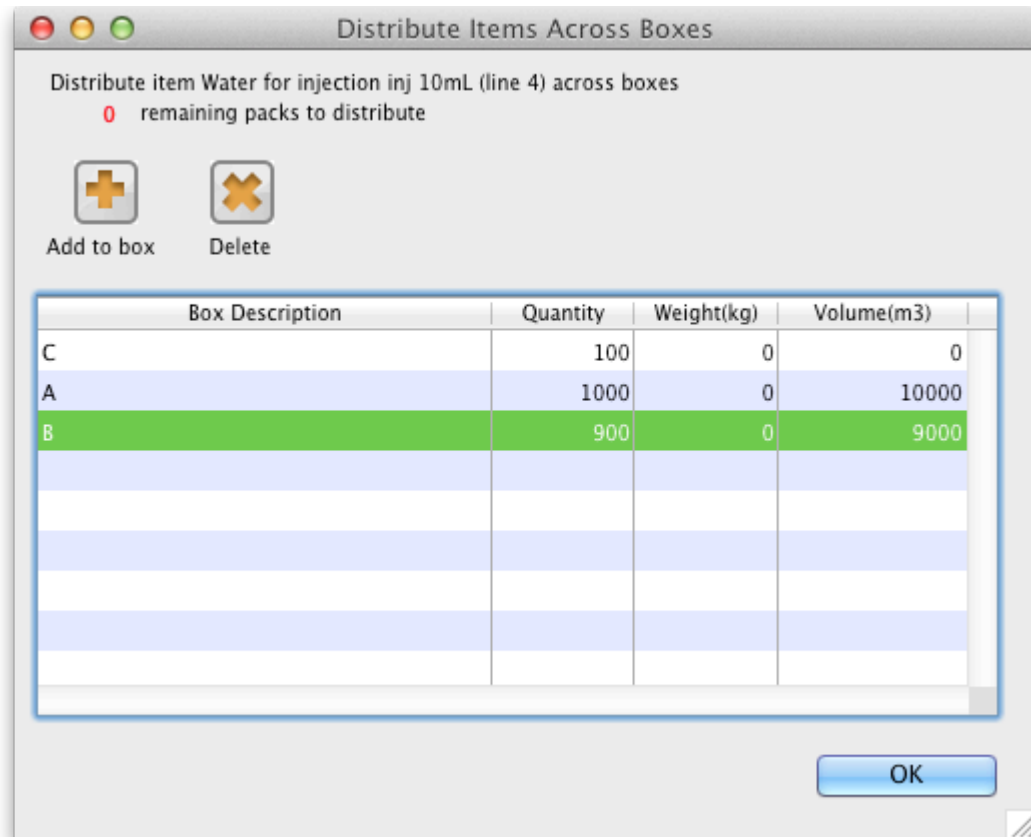 Distribute Items Across Boxes
Distribute item Water for injection inj 10mL (line 4) across boxes
0 remaining packs to distribute
Add to box Delete
Box Description Quantity Weight(kg) Volume(m3)
C 100 0 0
A 1000 0 10000
B 900 0 9000
OK